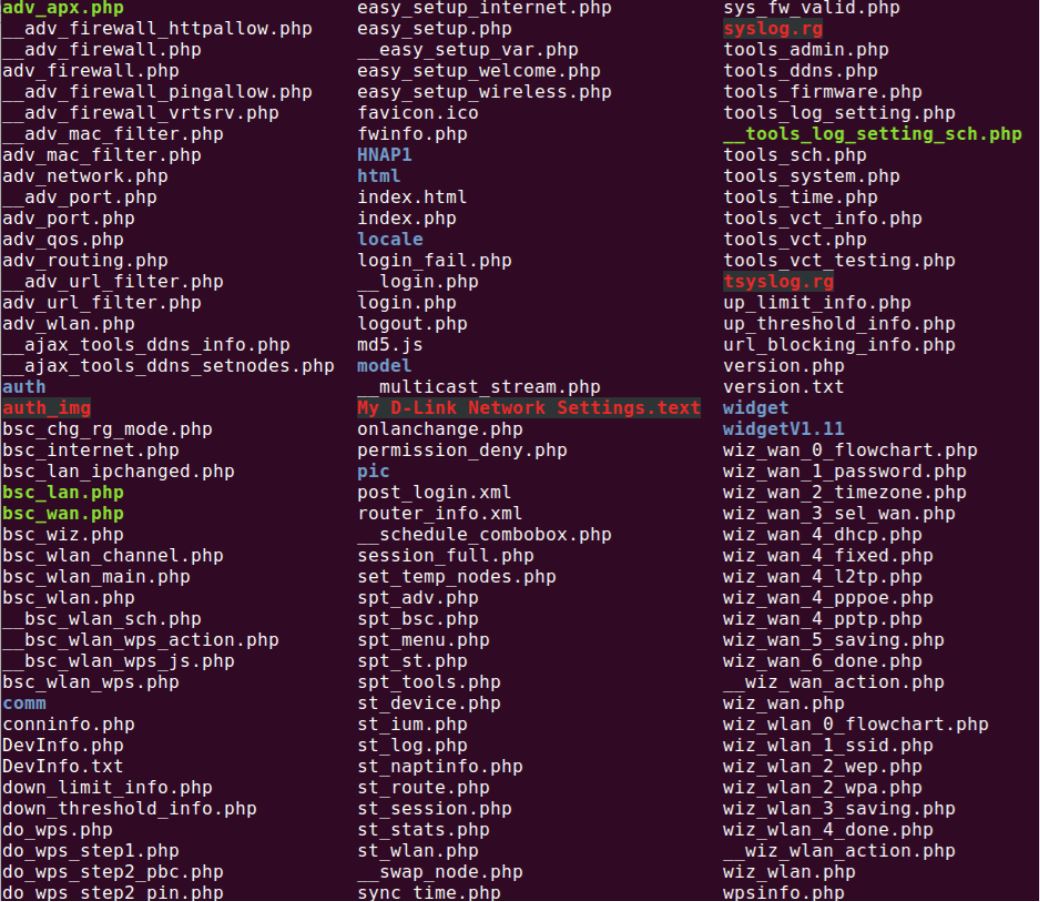 adv_apx.php easy_setup_internet.php sys_fw_valid.php
__adv_firewall_httpallow.php easy_setup.php syslog.rg
__adv_firewall.php __easy_setup_var.php tools_admin.php
adv_firewall.php easy_setup_welcome.php tools_ddns.php
__adv_firewall_pingallow.php easy_setup_wireless.php tools_firmware.php
__adv_firewall_vrtsrv.php favicon.ico tools_log_setting.php
__adv_mac_filter.php fwinfo.php __tools_log_setting_sch.php
adv_mac_filter.php HNAP1 tools_sch.php
adv_network.php html tools_system.php
__adv_port.php index.html tools_time.php
adv_port.php index.php tools_vct_info.php
adv_qos.php locale tools_vct.php
adv_routing.php login_fail.php tools_vct_testing.php
__adv_url_filter.php __login.php tsyslog.rg
adv_url_filter.php login.php up_limit_info.php
adv_wlan.php logout.php up_threshold_info.php
__ajax_tools_ddns_info.php md5.js url_blocking_info.php
__ajax_tools_ddns_setnodes.php model version.php
auth __multicast_stream.php version.txt
auth_img My D-Link Network Settings.text widget
bsc_chg_rg_mode.php onlanchange.php widgetV1.11
bsc_internet.php permission_deny.php wiz_wan_0_flowchart.php
bsc_lan_ipchanged.php pic wiz_wan_1_password.php
bsc_lan.php post_login.xml wiz_wan_2_timezone.php
bsc_wan.php router_info.xml wiz_wan_3_sel_wan.php
bsc_wiz.php __schedule_combobox.php wiz_wan_4_dhcp.php
bsc_wlan_channel.php session_full.php wiz_wan_4_fixed.php
bsc_wlan_main.php set_temp_nodes.php wiz_wan_4_l2tp.php
bsc_wlan.php spt_adv.php wiz_wan_4_pppoe.php
__bsc_wlan_sch.php spt_bsc.php wiz_wan_4_pptp.php
__bsc_wlan_wps_action.php spt_menu.php wiz_wan_5_saving.php
__bsc_wlan_wps_js.php spt_st.php wiz_wan_6_done.php
bsc_wlan_wps.php spt_tools.php __wiz_wan_action.php
comm st_device.php wiz_wan.php
conninfo.php st_ium.php wiz_wlan_0_flowchart.php
DevInfo.php st_log.php wiz_wlan_1_ssid.php
DevInfo.txt st_naptinfo.php wiz_wlan_2_wep.php
down_limit_info.php st_route.php wiz_wlan_2_wpa.php
down_threshold_info.php st_session.php wiz_wlan_3_saving.php
do_wps.php st_stats.php wiz_wlan_4_done.php
do_wps_step1.php st_wlan.php __wiz_wlan_action.php
do_wps_step2_pbc.php __swap_node.php wiz_wlan.php
do_wps_step2_pin.php sync_time.php wpsinfo.php